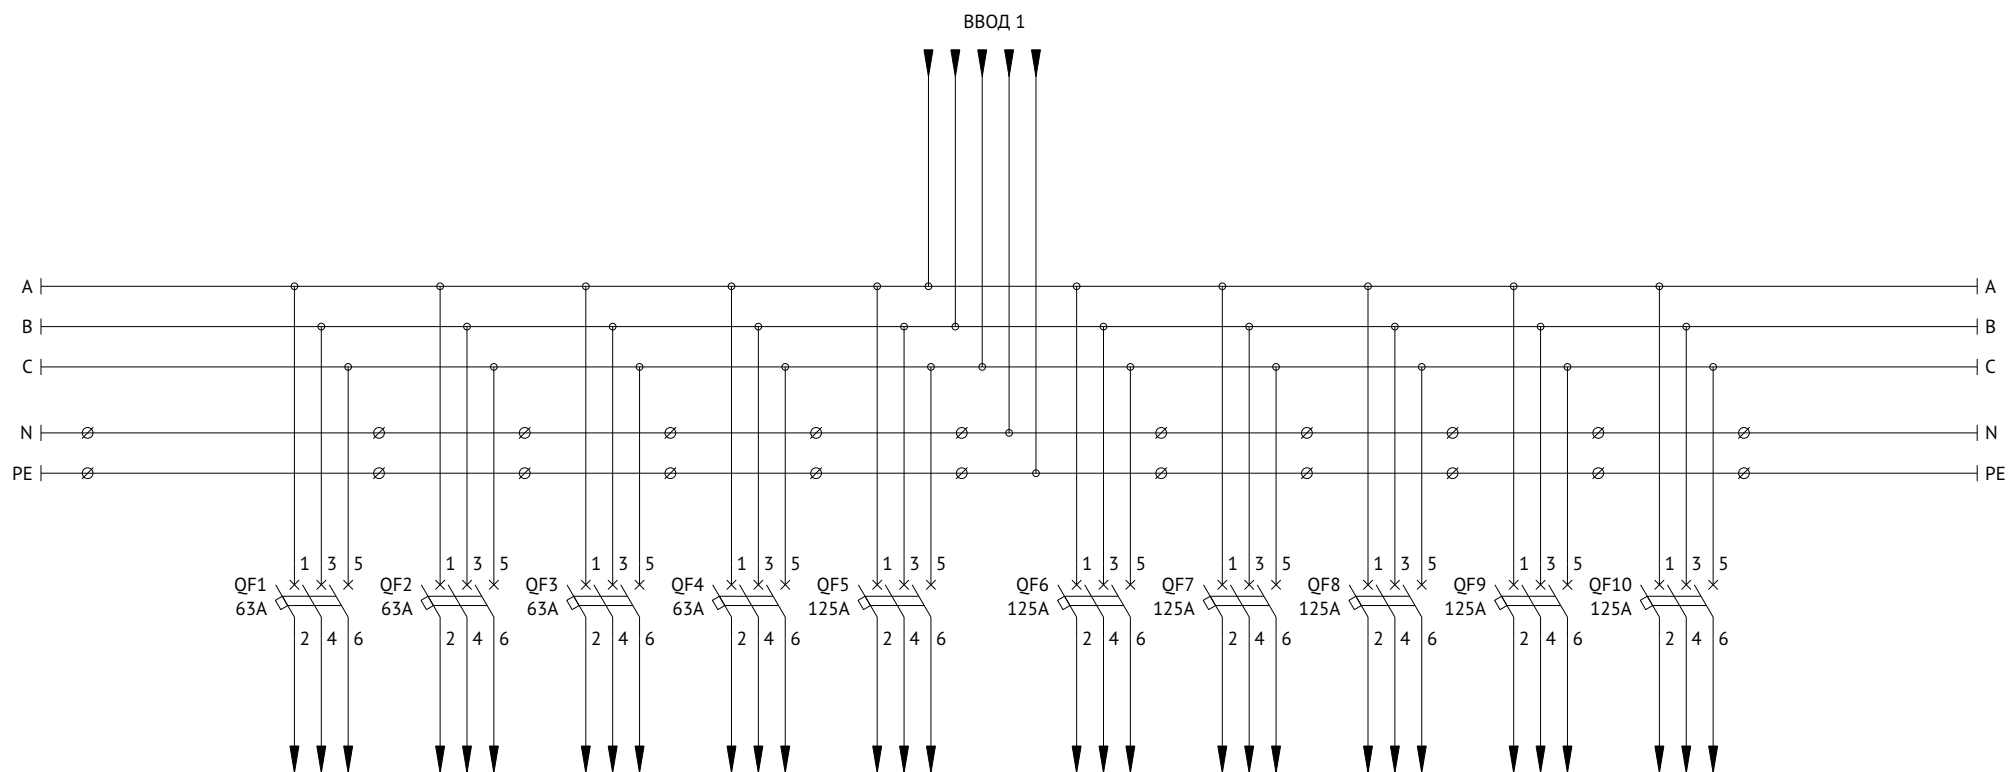 ВВОД 1
A A
B B
C C
N N
PE PE
1 3 5 1 3 5 1 3 5 1 3 5 1 3 5 1 3 5 1 3 5 1 3 5 1 3 5 1 3 5
QF1 QF2 QF3 QF4 QF5 QF6 QF7 QF8 QF9 QF10
63A 63A 63A 63A 125A 125A 125A 125A 125A 125A
2 4 6 2 4 6 2 4 6 2 4 6 2 4 6 2 4 6 2 4 6 2 4 6 2 4 6 2 4 6